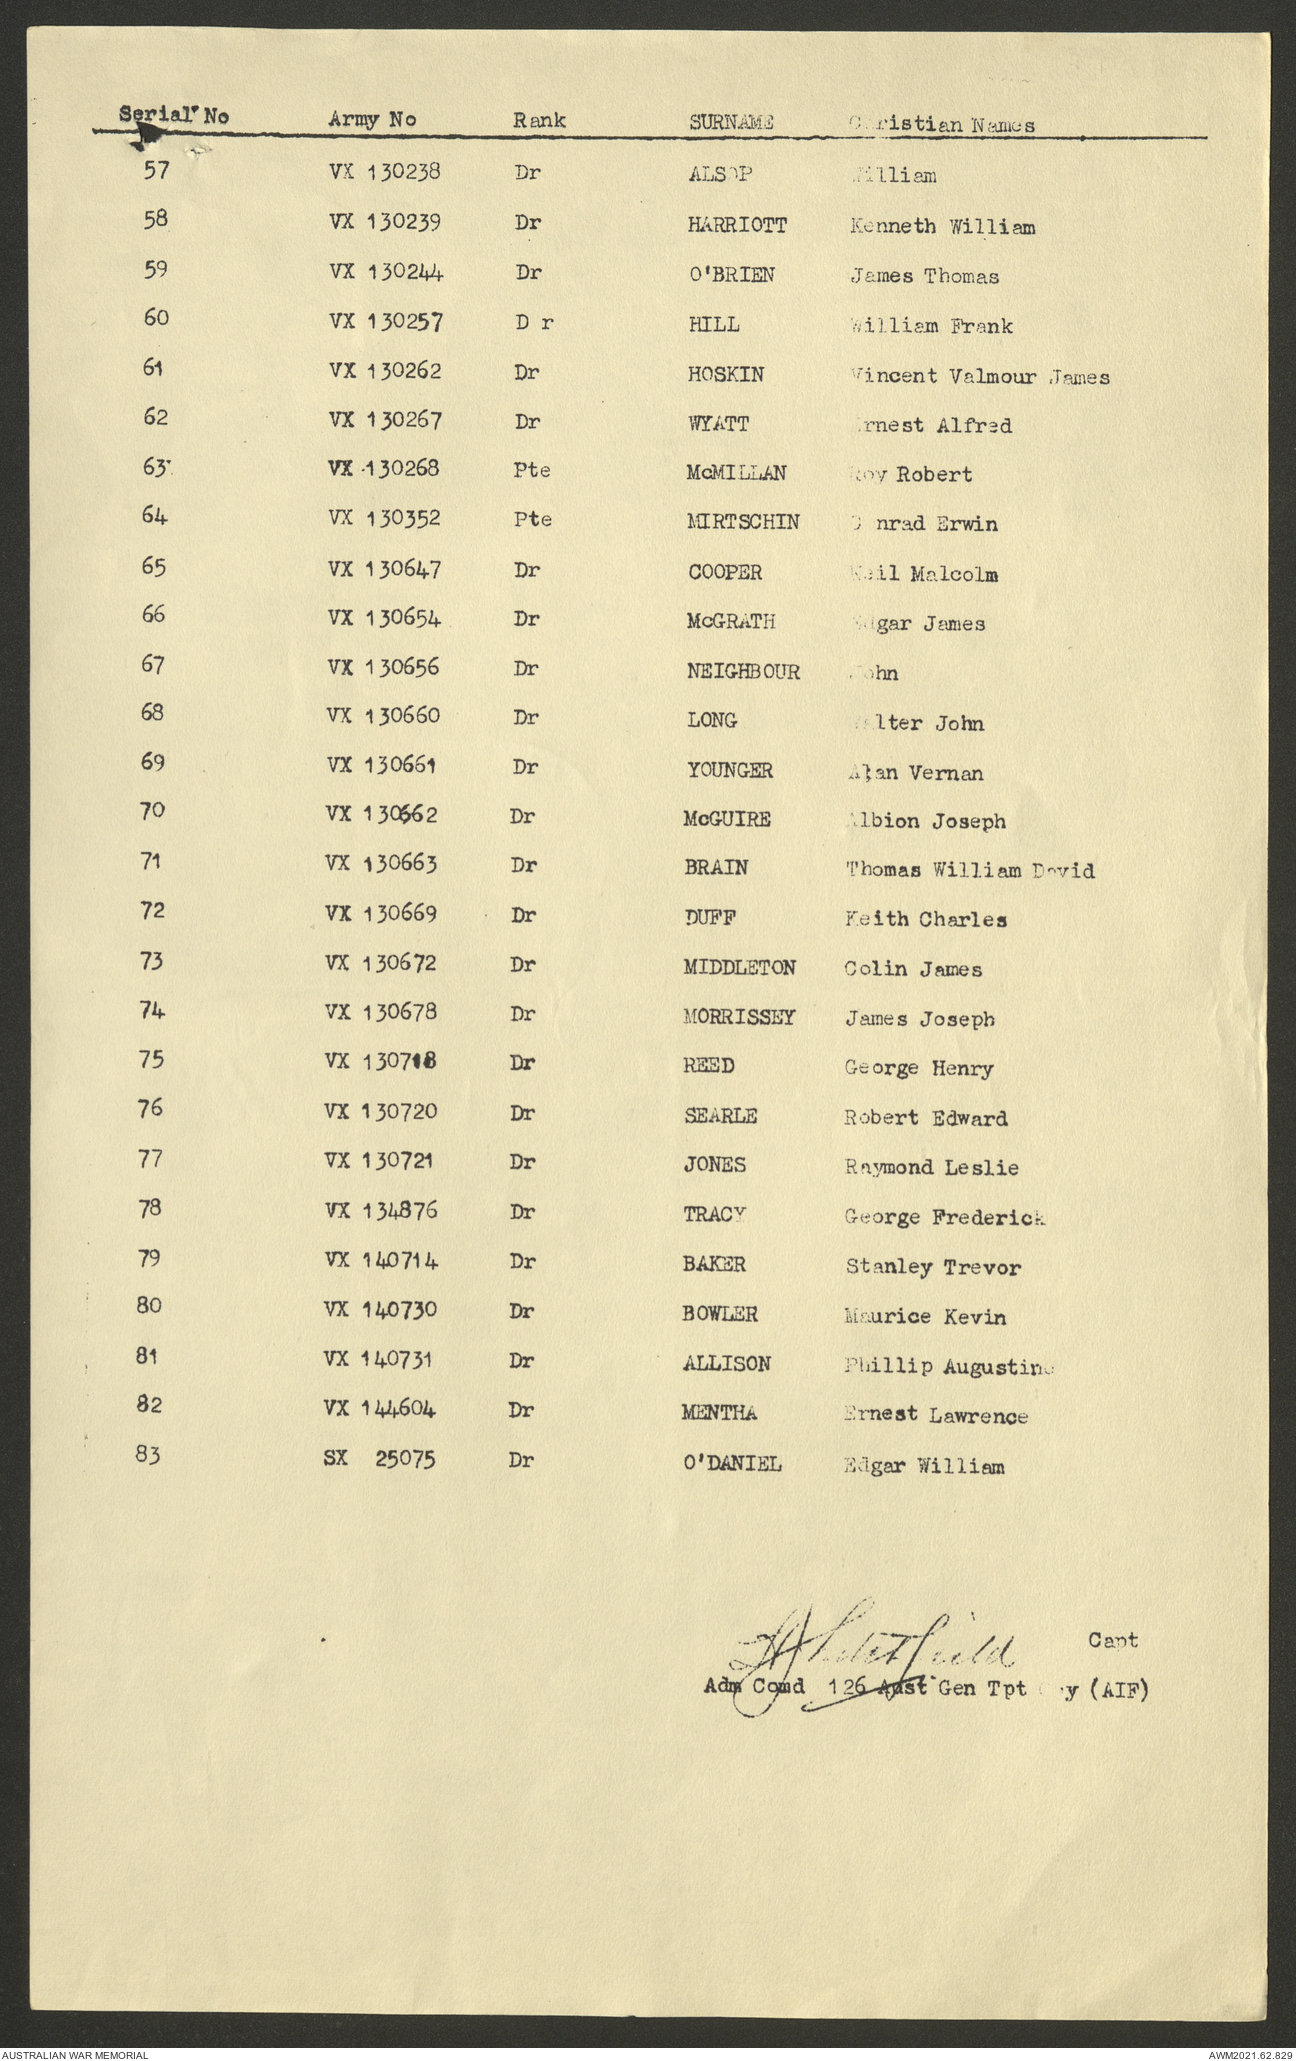 Serial No Army No Rank SURNAME Christian Names
57 VX 130238 Dr ALSOP William
58 VX 130239 Dr HARRIOTT Kenneth William
59 VX 130244 Dr O'BRIEN James Thomas
60 VX 130257 D r HILL William Frank
61 VX 130262 Dr HOSKIN Vincent Valmour James
62 VX 130267 Dr WYATT Ernest Alfred
63 VX 130268 Pte McMILLAN Roy Robert
64 VX 130352 Pte MIRTSCHIN Erwin
65 VX 130647 Dr COOPER Neil Malcolm
66 VX 130654 Dr McGRATH Edgar James
67 VX 130656 Dr NEIGHBOUR John
68 VX 130660 Dr LONG Walter John
69 VX 130661 Dr YOUNGER Alan Vernan
70 VX 130662 Dr McGUIRE Albion Joseph
71 VX 130663 Dr BRAIN Thomas William David
72 VX 130669 Dr DUFF Keith Charles
73 VX 130672 Dr MIDDLETON Colin James
74 VX 130678 Dr MORRISSEY James Joseph
75 VX 130718 Dr REED George Henry
76 VX 130720 Dr SEARLE Robert Edward
77 VX 130721 Dr JONES Raymond Leslie
78 VX 134876 Dr TRACY George Frederick
79 VX 140714 Dr BAKER Stanley Trevor
80 VX 140730 Dr BOWLER Maurice Kevin
81 VX 140731 Dr ALLISON Phillip Augustine
82 VX 144604 Dr MENTHA Ernest Lawrence
83 SX 25075 Dr O'DANIEL Edgar William
Capt
Adm Comd 126 Aust Gen Tpt Coy (AIF)
AUSTRALIAN WAR MEMORIAL AWM2021.62.829